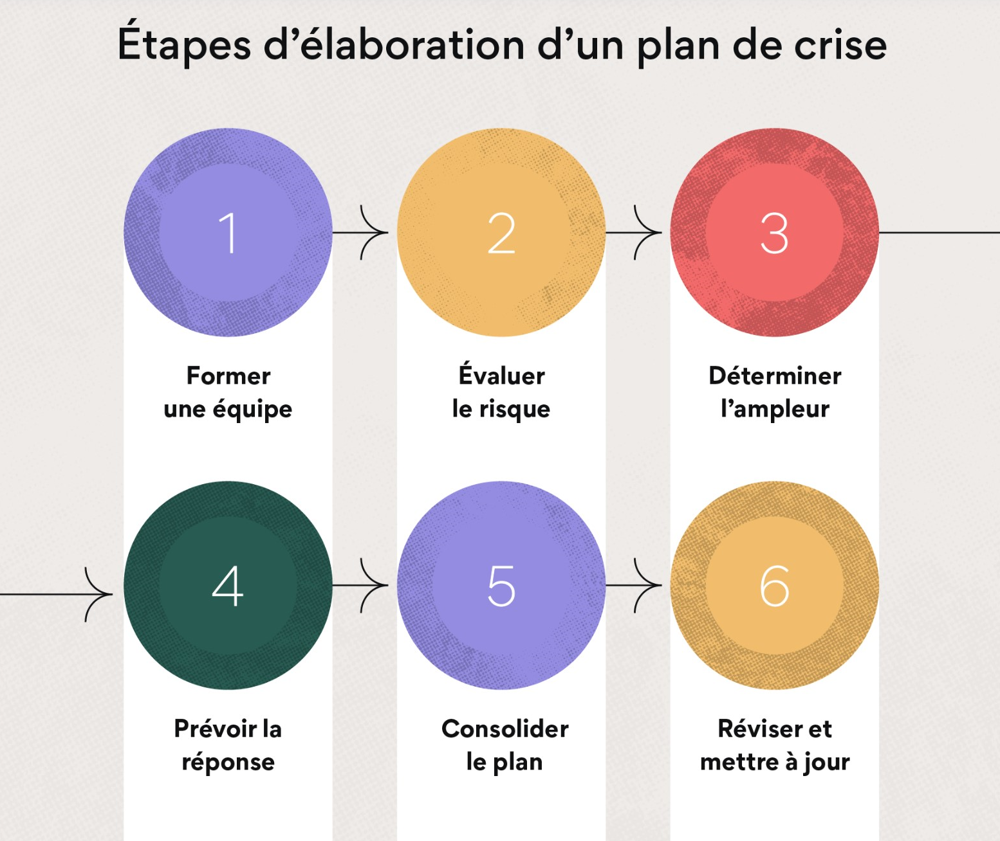 Étapes d’élaboration d’un plan de crise
1
2
3
Former
une équipe
Évaluer
le risque
Déterminer
l’ampleur
4
5
6
Prévoir la
réponse
Consolider
le plan
Réviser et
mettre à jour